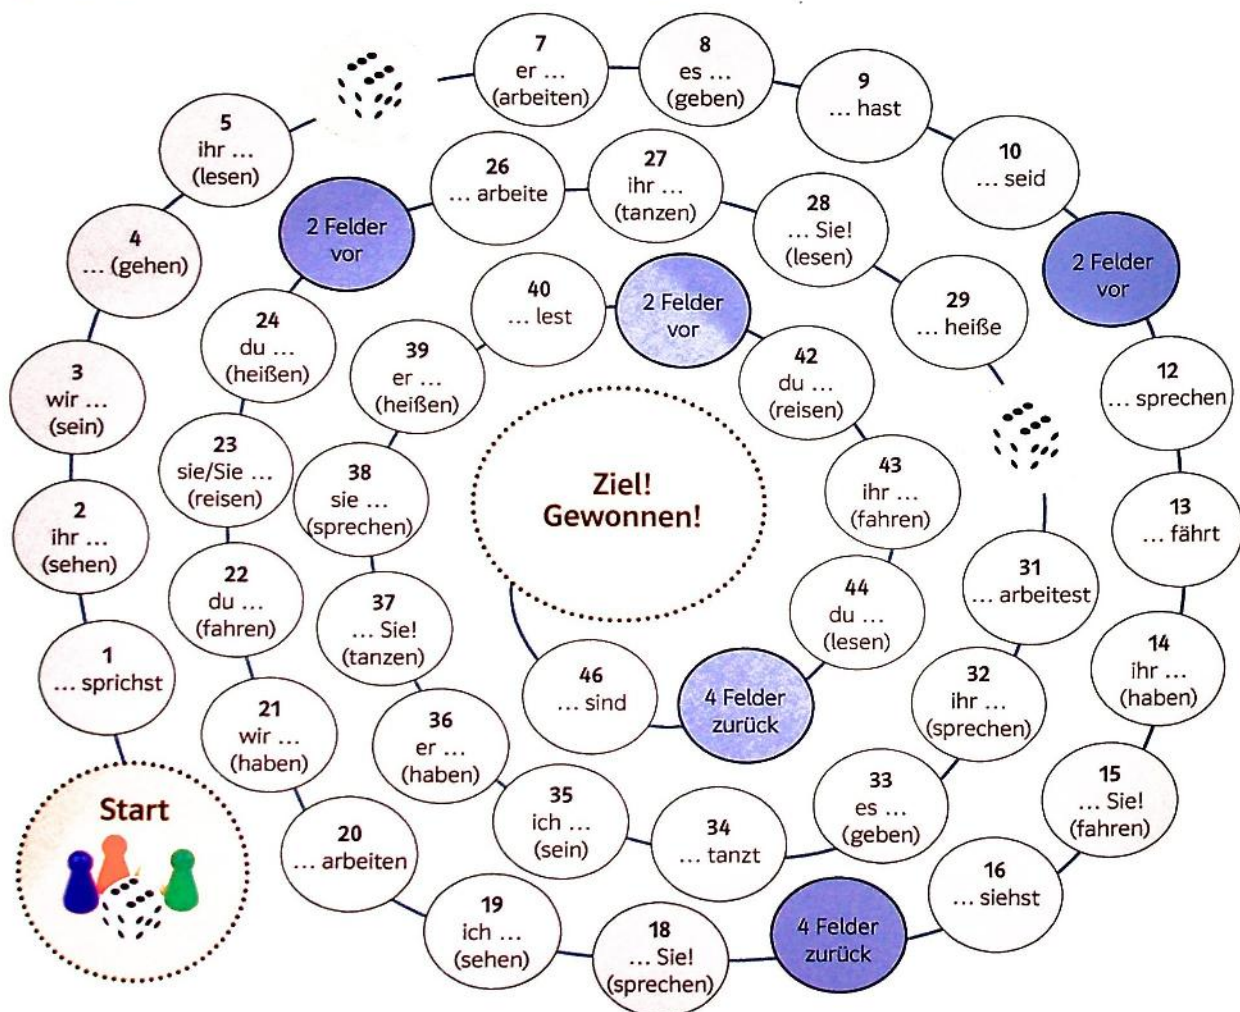 Start
1
... sprichst
2
ihr ...
(sehen)
3
wir ...
(sein)
4
... (gehen)
5
ihr ...
(lesen)
7
er ...
(arbeiten)
8
es ...
(geben)
9
... hast
10
... seid
2 Felder
vor
12
... sprechen
13
... fährt
14
ihr ...
(haben)
15
... Sie!
(fahren)
16
... siehst
4 Felder
zurück
18
... Sie!
(sprechen)
19
ich ...
(sehen)
20
... arbeiten
21
wir ...
(haben)
22
du ...
(fahren)
23
sie/Sie ...
(reisen)
24
du ...
(heißen)
2 Felder
vor
26
... arbeite
27
ihr ...
(tanzen)
28
... Sie!
(lesen)
29
... heiße
31
... arbeitest
32
ihr ...
(sprechen)
33
es ...
(geben)
34
... tanzt
35
ich ...
(sein)
36
er ...
(haben)
37
... Sie!
(tanzen)
38
sie ...
(sprechen)
39
er ...
(heißen)
40
... lest
2 Felder
vor
42
du ...
(reisen)
43
ihr ...
(fahren)
44
du ...
(lesen)
4 Felder
zurück
46
... sind
Ziel!
Gewonnen!